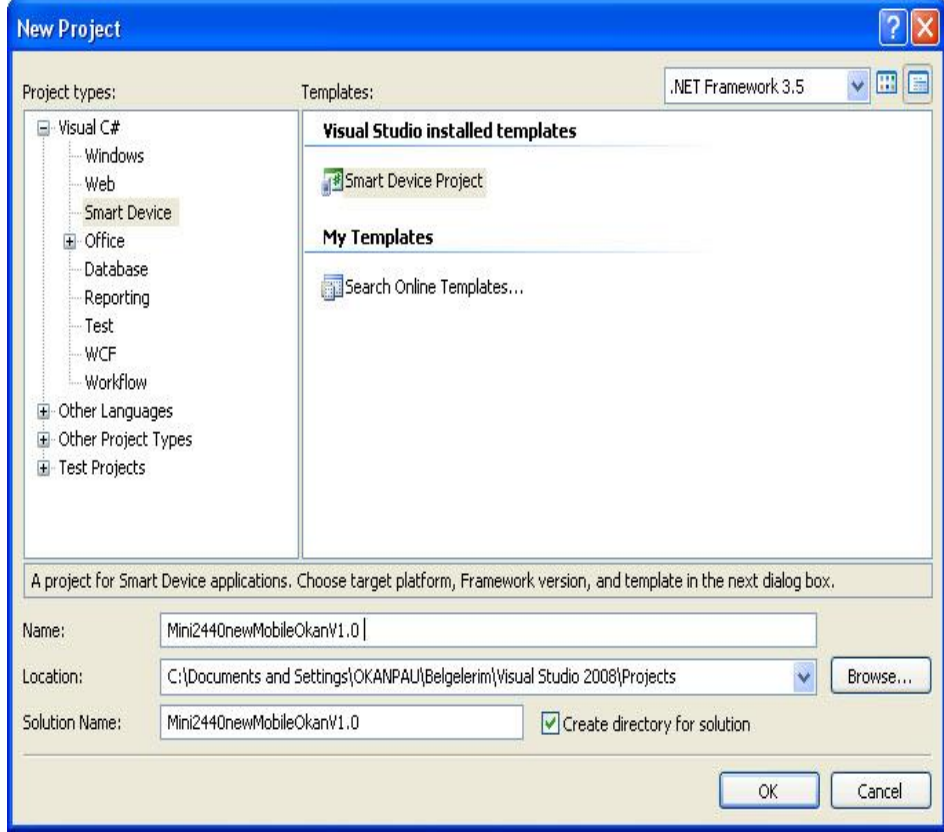 New Project
Project types:
Templates:
.NET Framework 3.5
Visual C#
Windows
Web
Smart Device
Office
Database
Reporting
Test
WCF
Workflow
Other Languages
Other Project Types
Test Projects
Visual Studio installed templates
Smart Device Project
My Templates
Search Online Templates...
A project for Smart Device applications. Choose target platform, Framework version, and template in the next dialog box.
Name:
Mini2440newMobileOkanV1.0
Location:
C:\Documents and Settings\OKANPAU\Belgelerim\Visual Studio 2008\Projects
Browse...
Solution Name:
Mini2440newMobileOkanV1.0
Create directory for solution
OK
Cancel